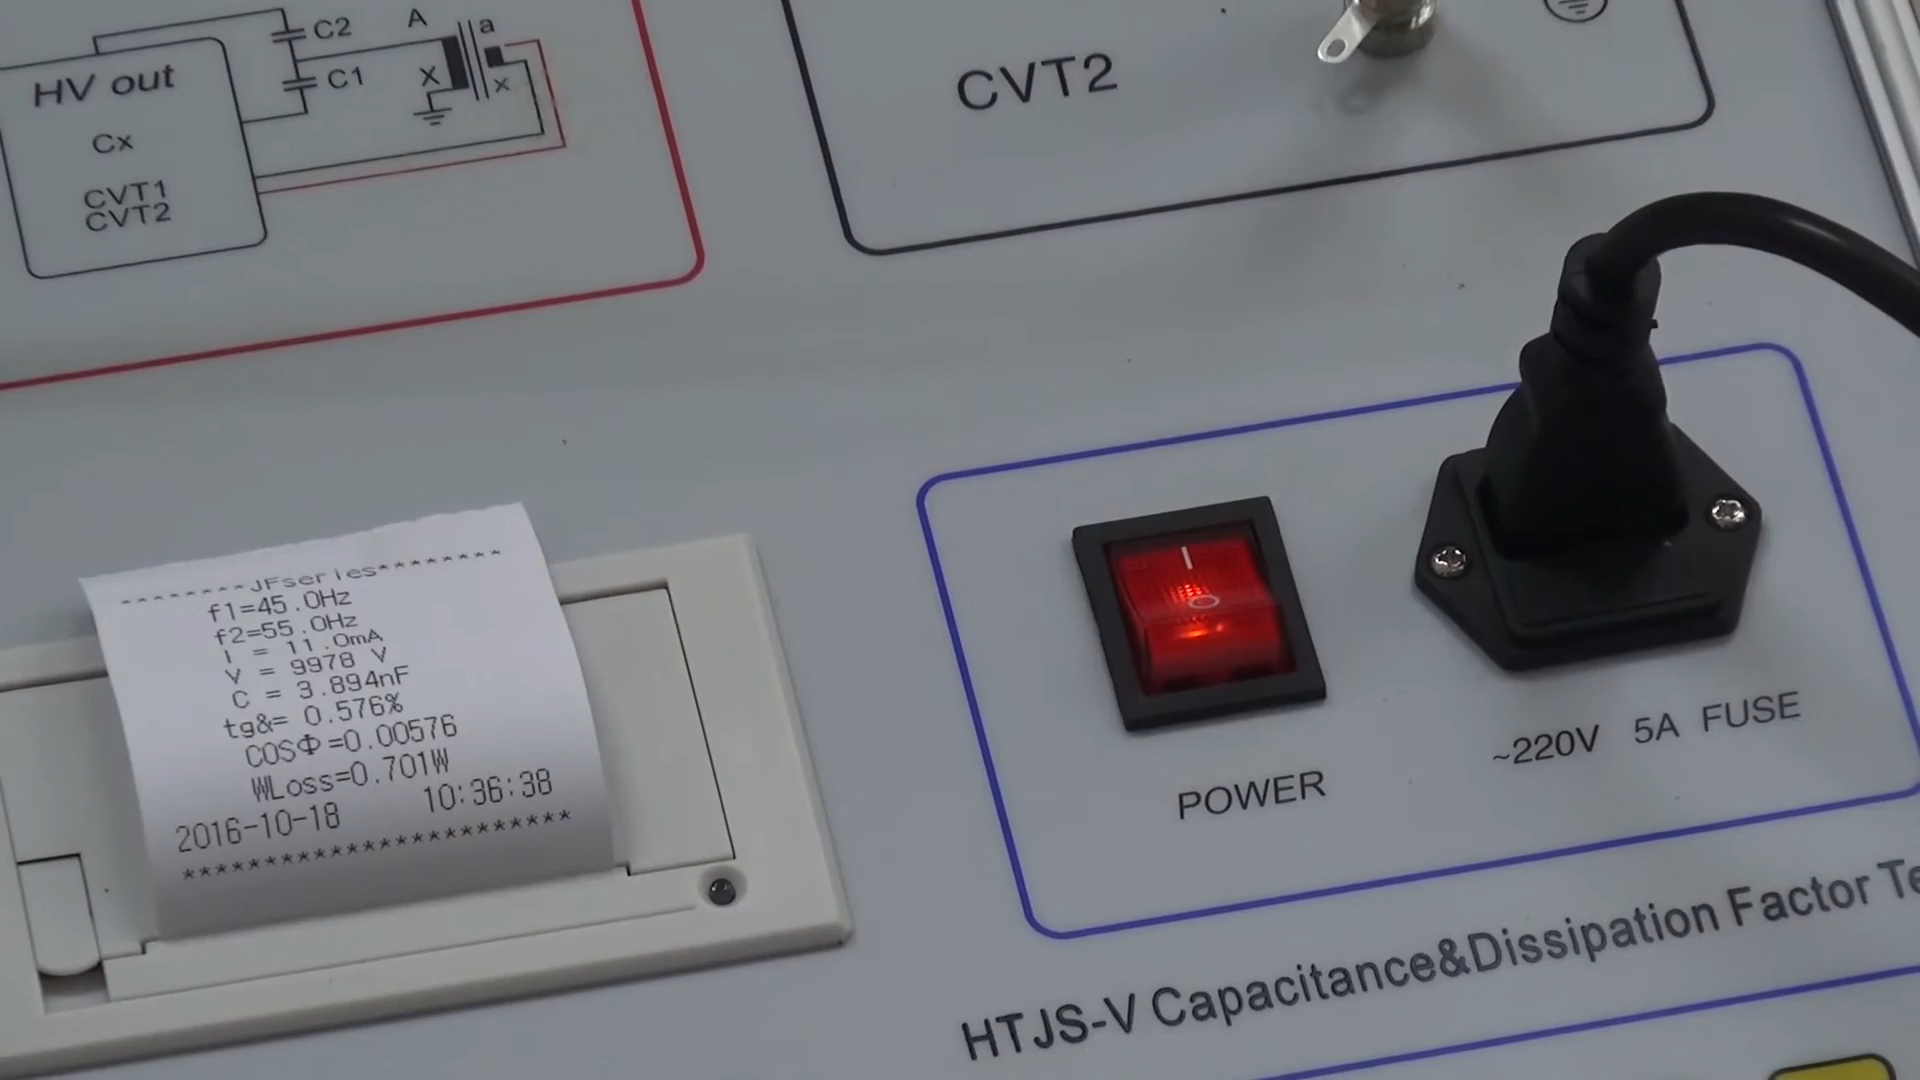 C2
A
a
HV out
C1
X
x
Cx
CVT1
CVT2
CVT2
********JFseries********
f1=45.0Hz
f2=55.0Hz
I = 11.0mA
V = 9978 V
C = 3.894nF
tg&= 0.576%
COSΦ=0.00576
WLoss=0.701W
2016-10-18 10:36:38
************************
POWER
~220V 5A FUSE
HTJS-V Capacitance&Dissipation Factor Te